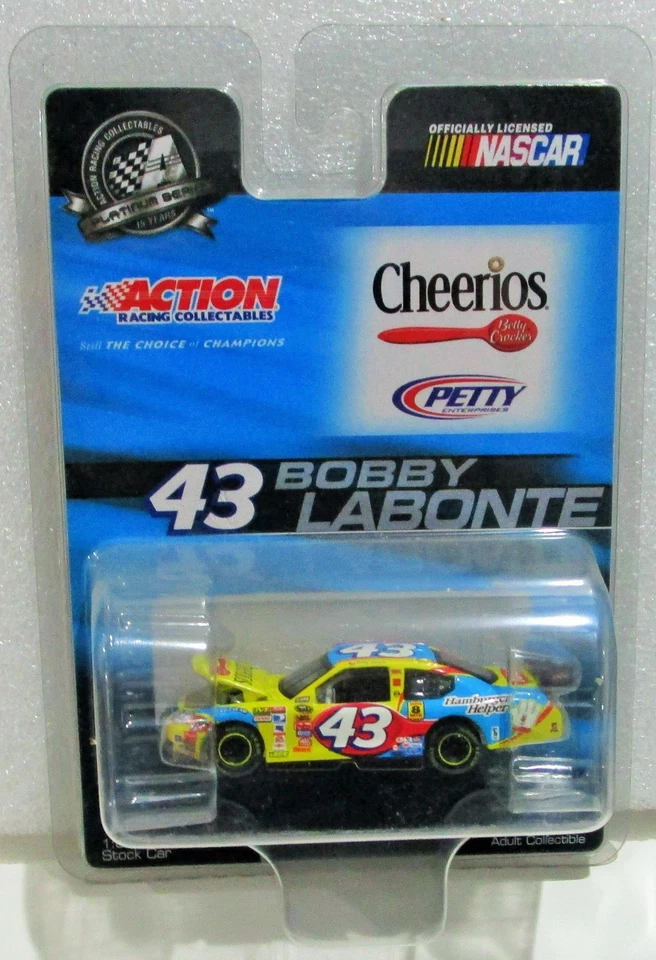 ACTION RACING COLLECTABLES
PLATINUM SERIES
15 YEARS
OFFICIALLY LICENSED
NASCAR
ACTION
RACING COLLECTABLES
Still THE CHOICE of CHAMPIONS
Cheerios
Betty
Crocker
PETTY
ENTERPRISES
43 BOBBY
LABONTE
43
43
8
Hamburger
Helper
Stock Car
Adult Collectible